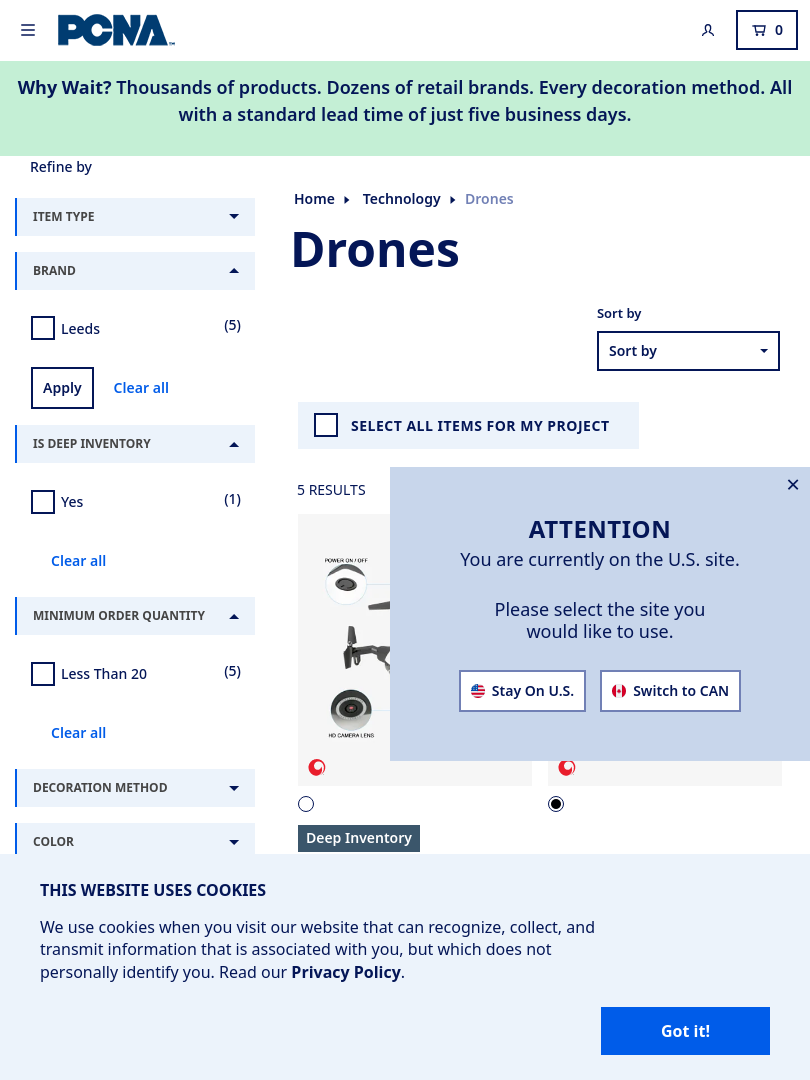 PCNA
0
Why Wait? Thousands of products. Dozens of retail brands. Every decoration method. All
with a standard lead time of just five business days.
Refine by
ITEM TYPE
BRAND
Leeds
(5)
Apply
Clear all
IS DEEP INVENTORY
Yes
(1)
Clear all
MINIMUM ORDER QUANTITY
Less Than 20
(5)
Clear all
DECORATION METHOD
COLOR
Home
Technology
Drones
Drones
Sort by
Sort by
SELECT ALL ITEMS FOR MY PROJECT
5 RESULTS
POWER ON / OFF
HD CAMERA LENS
Deep Inventory
ATTENTION
You are currently on the U.S. site.
Please select the site you
would like to use.
Stay On U.S.
Switch to CAN
THIS WEBSITE USES COOKIES
We use cookies when you visit our website that can recognize, collect, and
transmit information that is associated with you, but which does not
personally identify you. Read our Privacy Policy.
Got it!